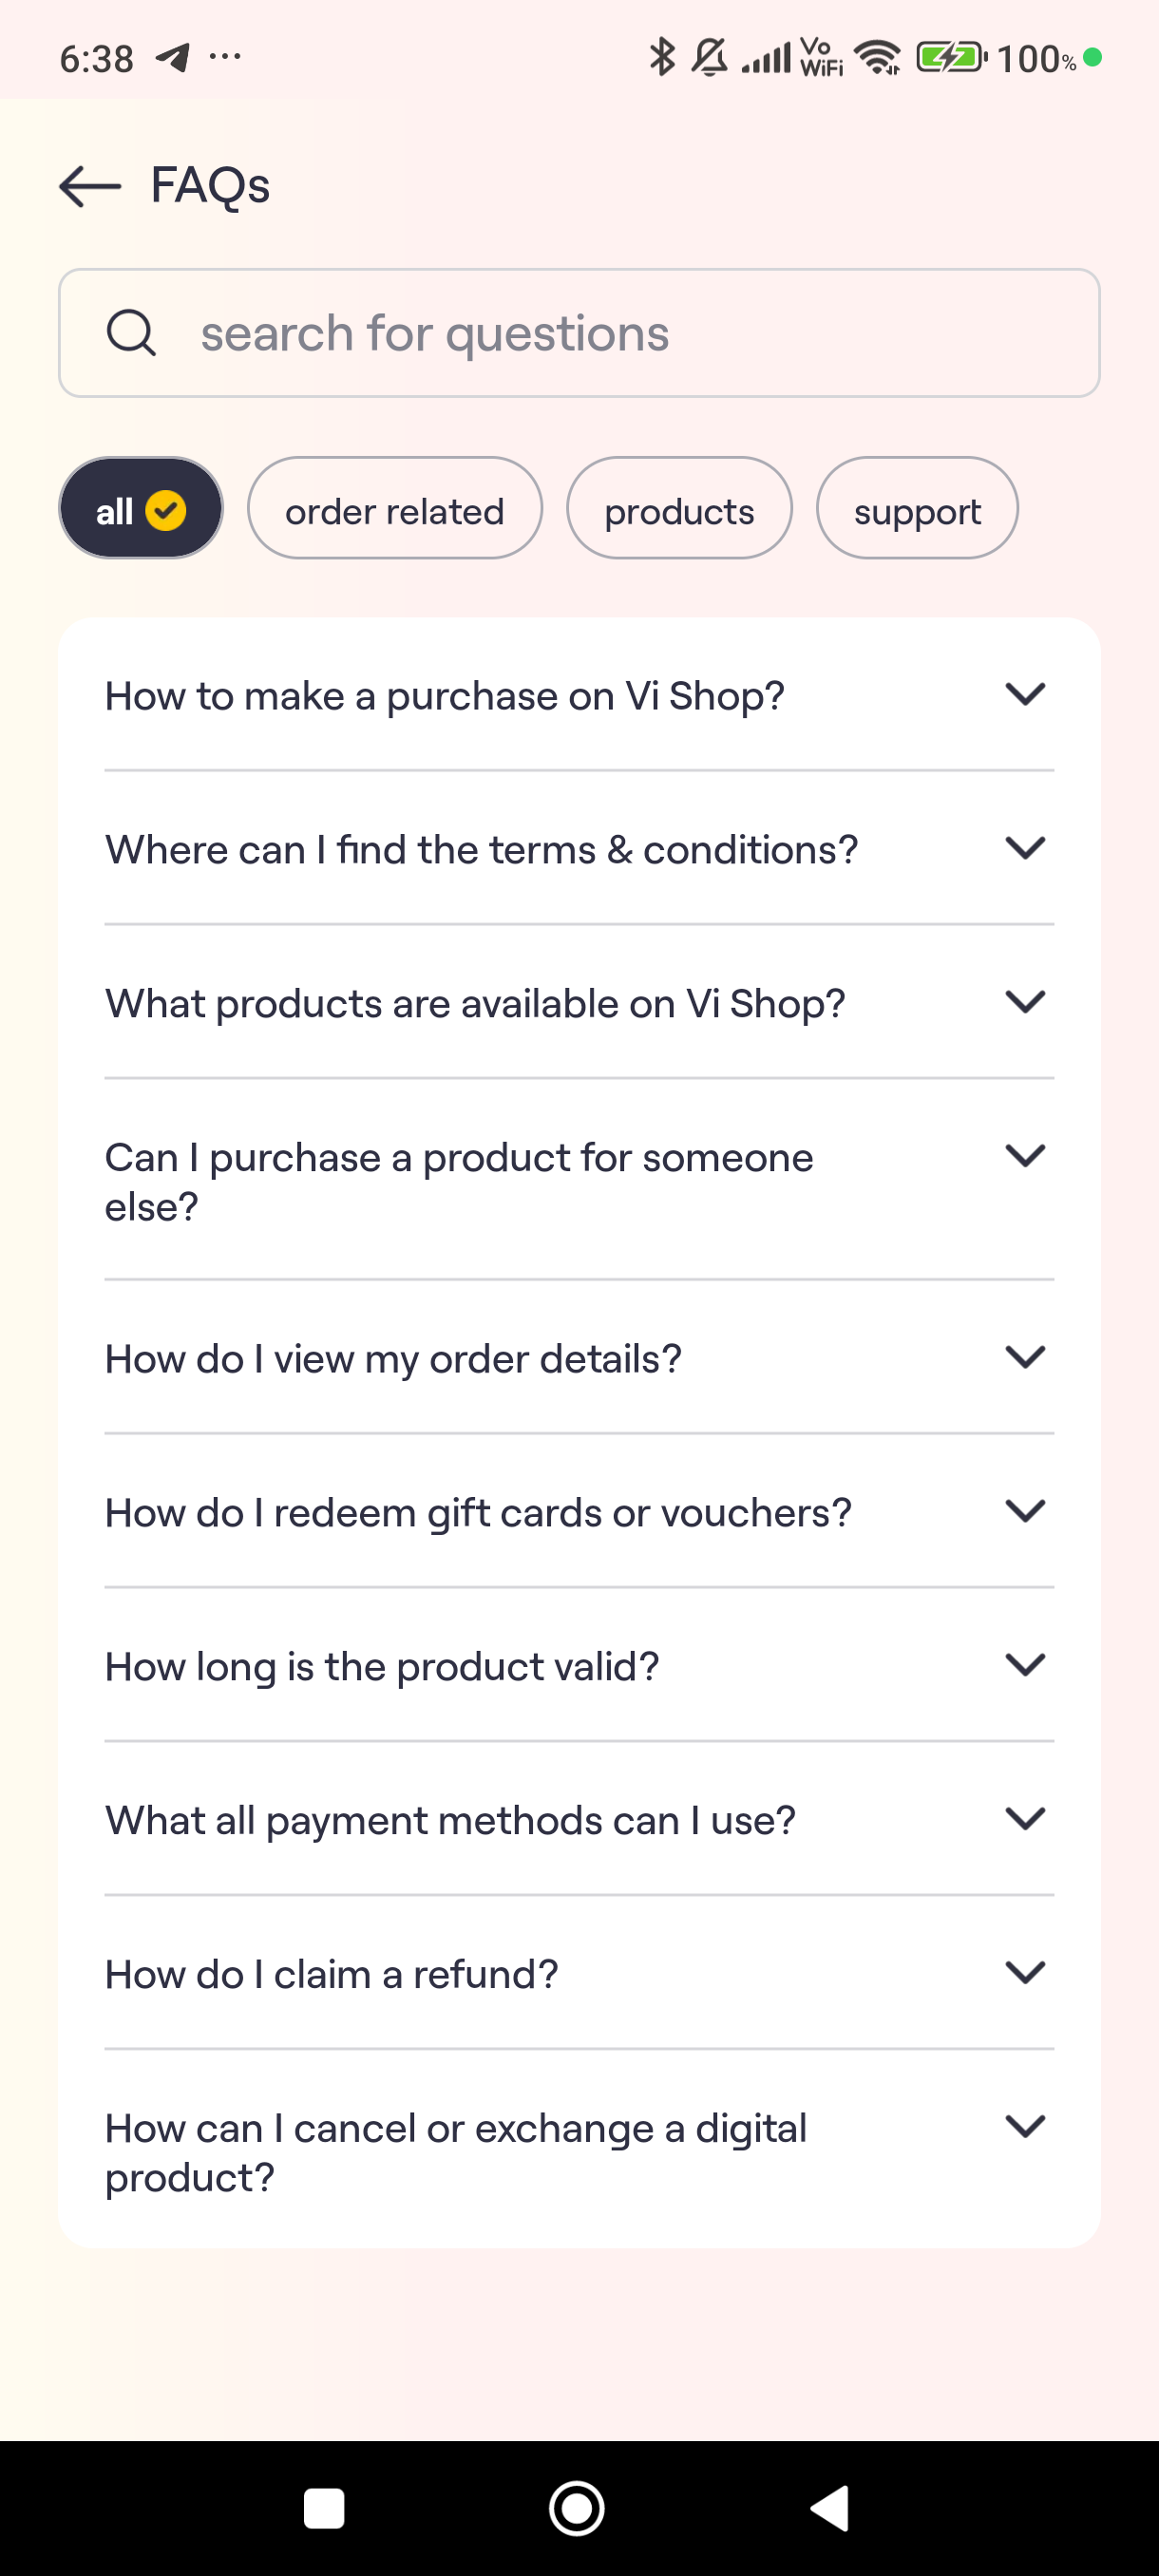 6:38 ... Vo WiFi 100%
FAQs
search for questions
all order related products support
How to make a purchase on Vi Shop?
Where can I find the terms & conditions?
What products are available on Vi Shop?
Can I purchase a product for someone
else?
How do I view my order details?
How do I redeem gift cards or vouchers?
How long is the product valid?
What all payment methods can I use?
How do I claim a refund?
How can I cancel or exchange a digital
product?